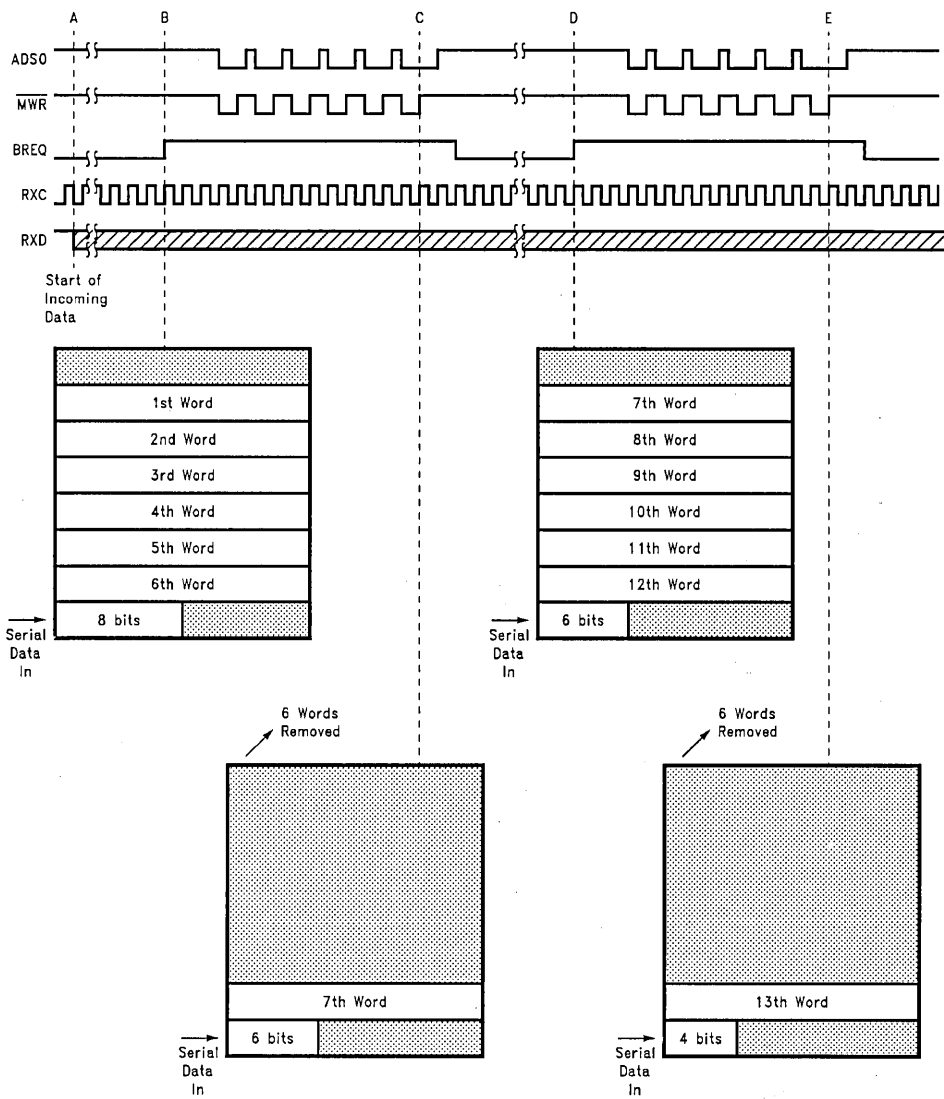 A B C D E
ADS0
MWR
BREQ
RXC
RXD
Start of
Incoming
Data
1st Word
2nd Word
3rd Word
4th Word
5th Word
6th Word
8 bits
Serial
Data
In
7th Word
8th Word
9th Word
10th Word
11th Word
12th Word
6 bits
Serial
Data
In
6 Words
Removed
7th Word
6 bits
Serial
Data
In
6 Words
Removed
13th Word
4 bits
Serial
Data
In